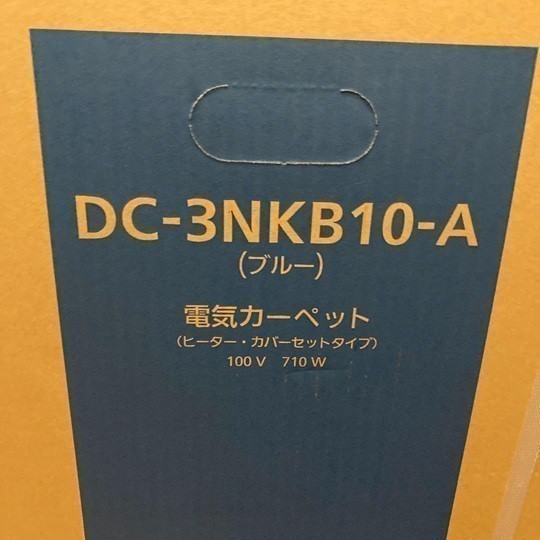 DC-3NKB10-A
(ブルー)
電気カーペット
(ヒーター・カバーセットタイプ)
100 V 710 W